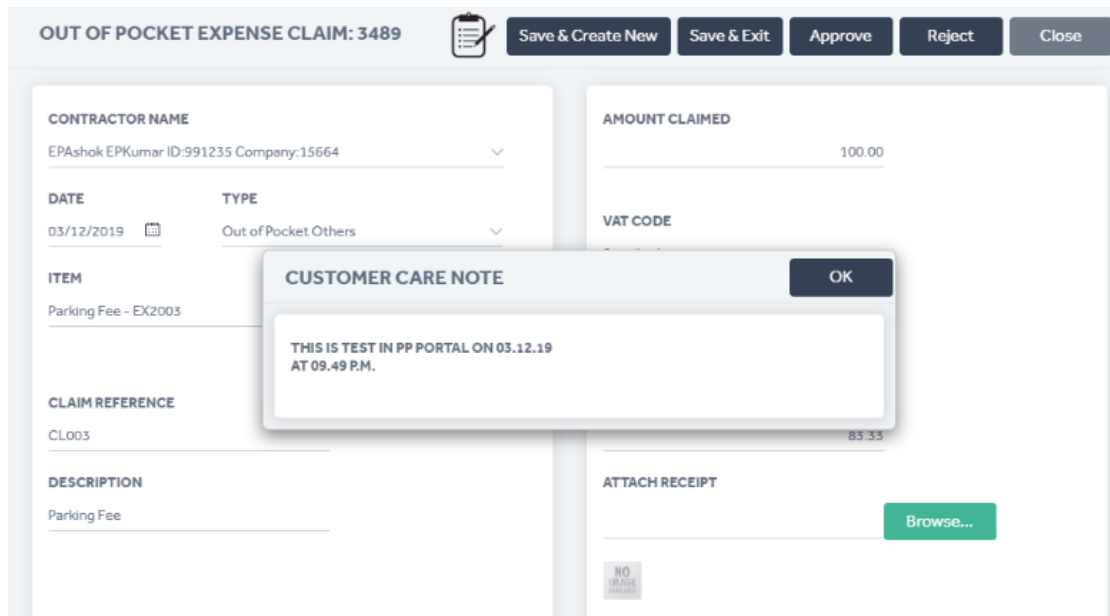 OUT OF POCKET EXPENSE CLAIM: 3489
Save & Create New
Save & Exit
Approve
Reject
Close
CONTRACTOR NAME
EPAshok EPKumar ID:991235 Company:15664
DATE
TYPE
03/12/2019
Out of Pocket Others
ITEM
Parking Fee - EX2003
CLAIM REFERENCE
CL003
DESCRIPTION
Parking Fee
AMOUNT CLAIMED
100.00
VAT CODE
CUSTOMER CARE NOTE
OK
THIS IS TEST IN PP PORTAL ON 03.12.19
AT 09.49 P.M.
83.33
ATTACH RECEIPT
Browse...
NO
IMAGE
AVAILABLE